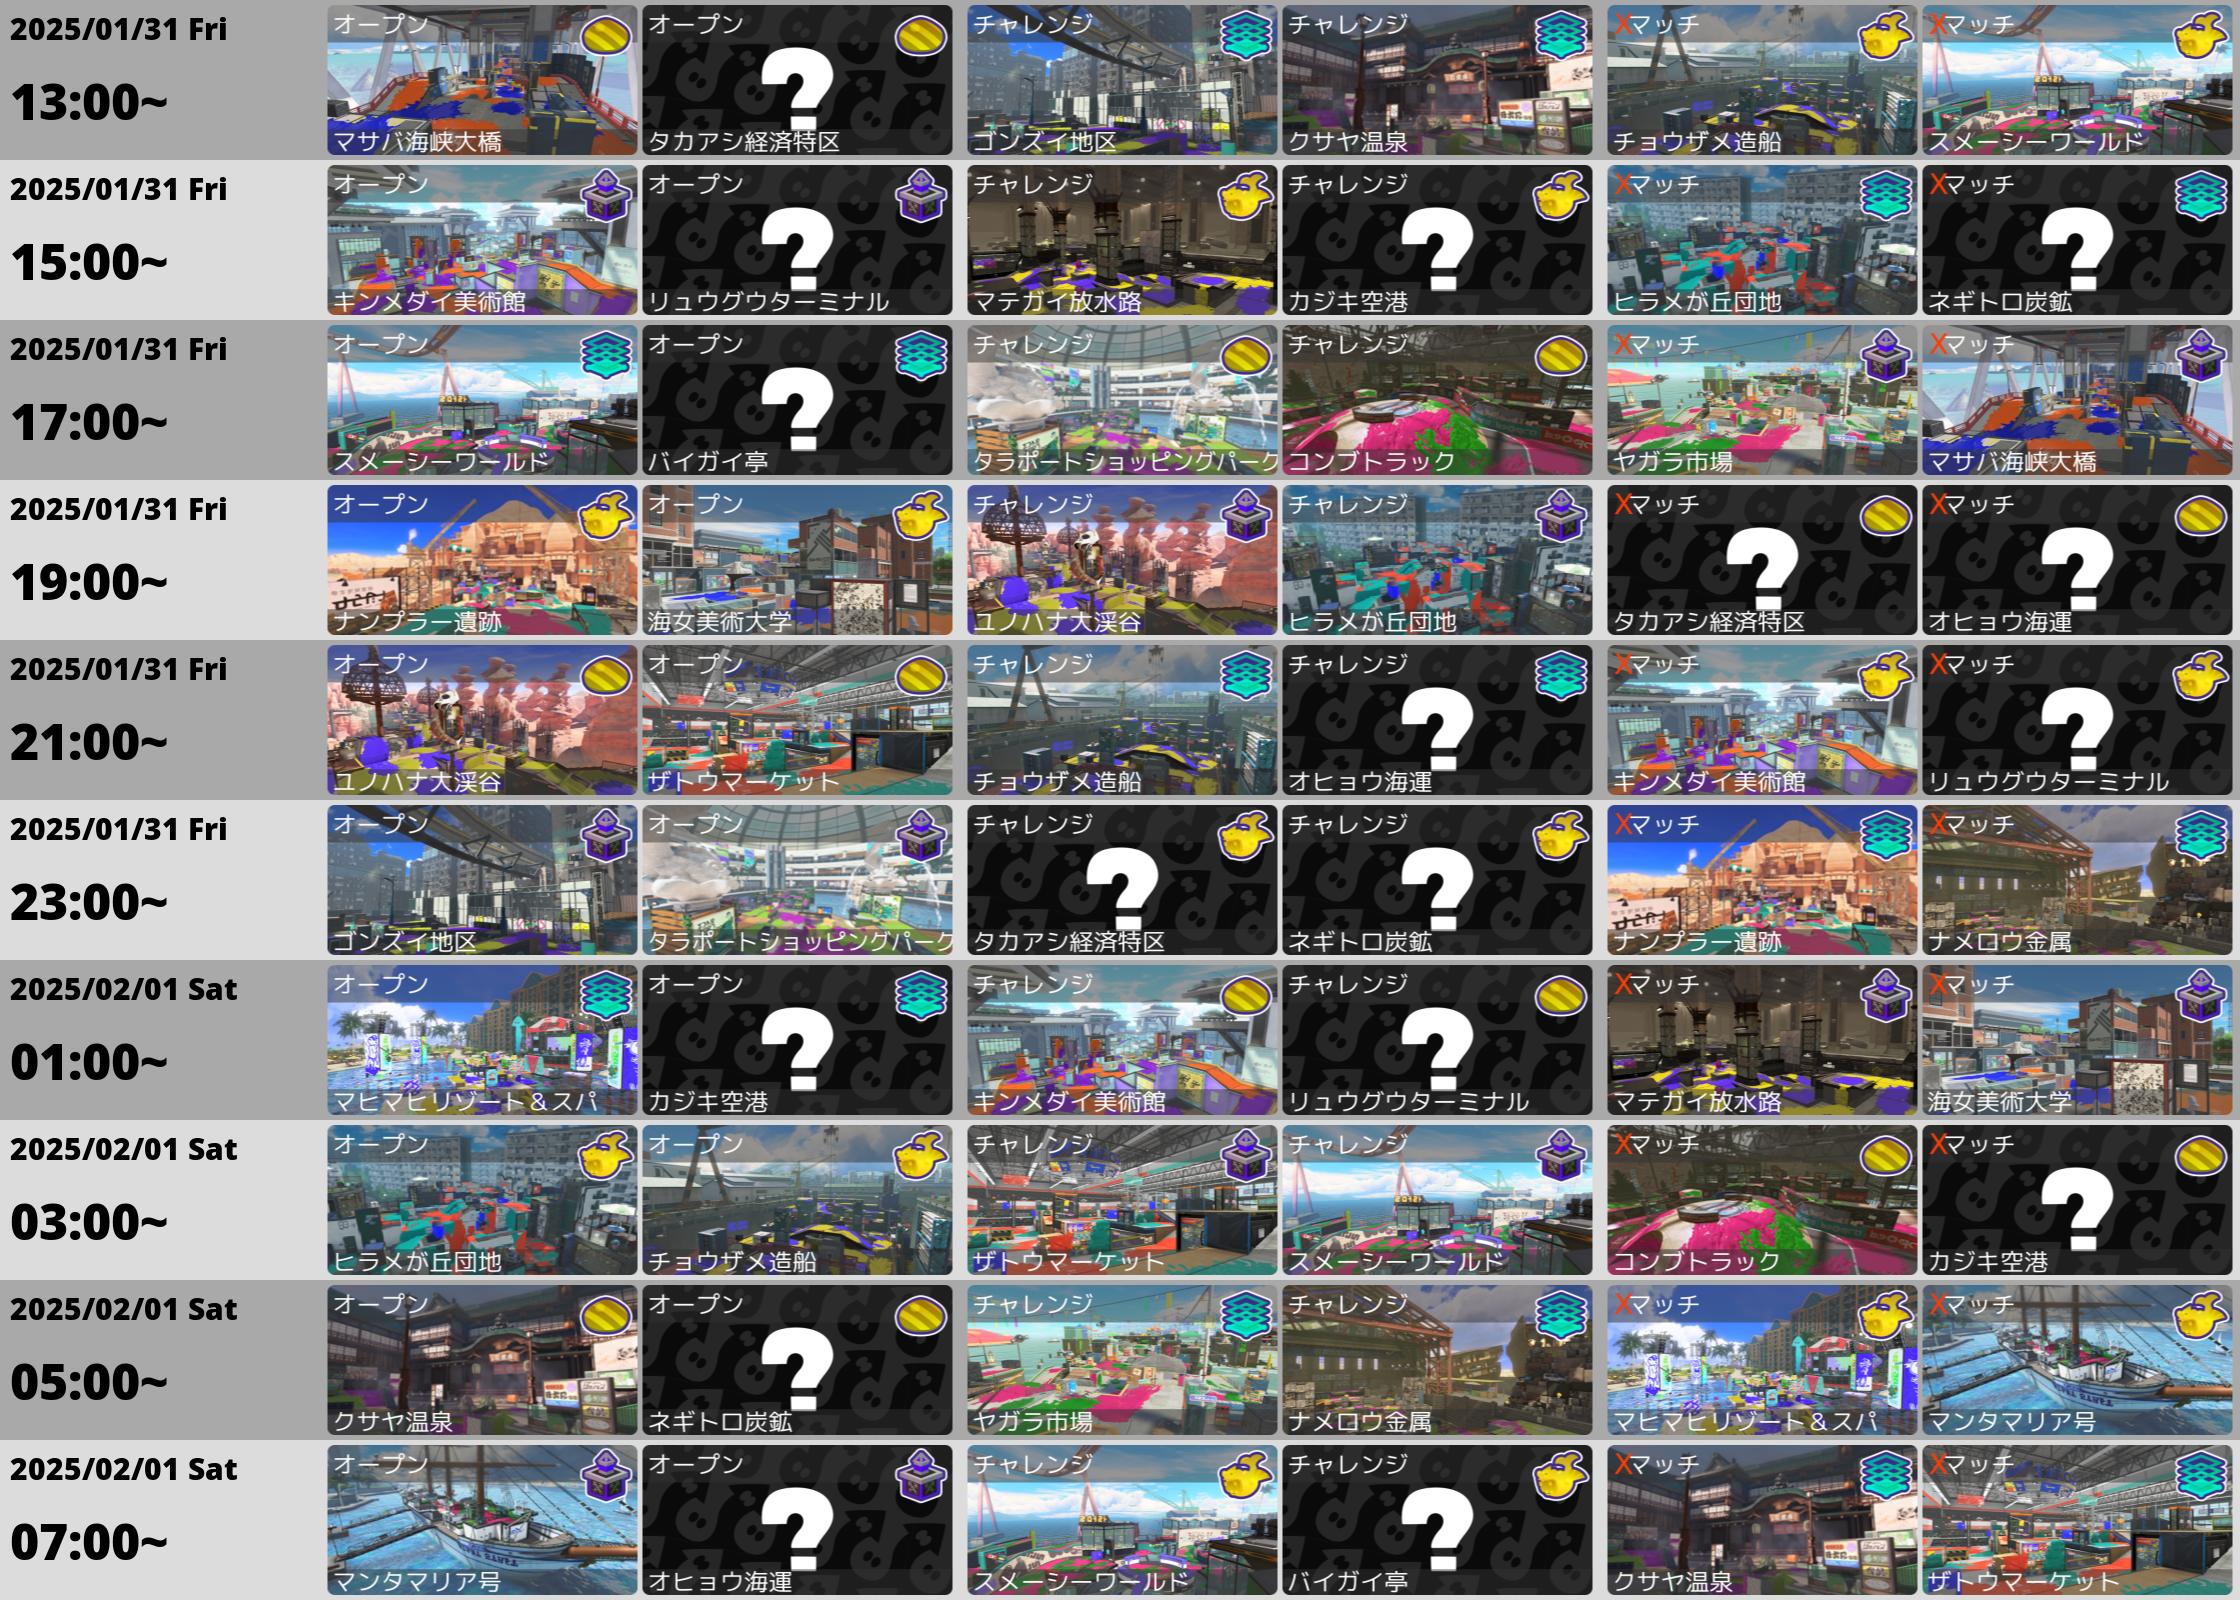 2025/01/31 Fri
13:00~
オープン
マサバ海峡大橋
オープン
タカアシ経済特区
チャレンジ
ゴンズイ地区
チャレンジ
クサヤ温泉
Xマッチ
チョウザメ造船
Xマッチ
スメーシーワールド
2025/01/31 Fri
15:00~
オープン
キンメダイ美術館
オープン
リュウグウターミナル
チャレンジ
マテガイ放水路
チャレンジ
カジキ空港
Xマッチ
ヒラメが丘団地
Xマッチ
ネギトロ炭鉱
2025/01/31 Fri
17:00~
オープン
スメーシーワールド
オープン
バイガイ亭
チャレンジ
タラポートショッピングパーク
チャレンジ
コンブトラック
Xマッチ
ヤガラ市場
Xマッチ
マサバ海峡大橋
2025/01/31 Fri
19:00~
オープン
ナンプラー遺跡
オープン
海女美術大学
チャレンジ
ユノハナ大渓谷
チャレンジ
ヒラメが丘団地
Xマッチ
タカアシ経済特区
Xマッチ
オヒョウ海運
2025/01/31 Fri
21:00~
オープン
ユノハナ大渓谷
オープン
ザトウマーケット
チャレンジ
チョウザメ造船
チャレンジ
オヒョウ海運
Xマッチ
キンメダイ美術館
Xマッチ
リュウグウターミナル
2025/01/31 Fri
23:00~
オープン
ゴンズイ地区
オープン
タラポートショッピングパーク
チャレンジ
タカアシ経済特区
チャレンジ
ネギトロ炭鉱
Xマッチ
ナンプラー遺跡
Xマッチ
ナメロウ金属
2025/02/01 Sat
01:00~
オープン
マヒマヒリゾート&スパ
オープン
カジキ空港
チャレンジ
キンメダイ美術館
チャレンジ
リュウグウターミナル
Xマッチ
マテガイ放水路
Xマッチ
海女美術大学
2025/02/01 Sat
03:00~
オープン
ヒラメが丘団地
オープン
チョウザメ造船
チャレンジ
ザトウマーケット
チャレンジ
スメーシーワールド
Xマッチ
コンブトラック
Xマッチ
カジキ空港
2025/02/01 Sat
05:00~
オープン
クサヤ温泉
オープン
ネギトロ炭鉱
チャレンジ
ヤガラ市場
チャレンジ
ナメロウ金属
Xマッチ
マヒマヒリゾート&スパ
Xマッチ
マンタマリア号
2025/02/01 Sat
07:00~
オープン
マンタマリア号
オープン
オヒョウ海運
チャレンジ
スメーシーワールド
チャレンジ
バイガイ亭
Xマッチ
クサヤ温泉
Xマッチ
ザトウマーケット